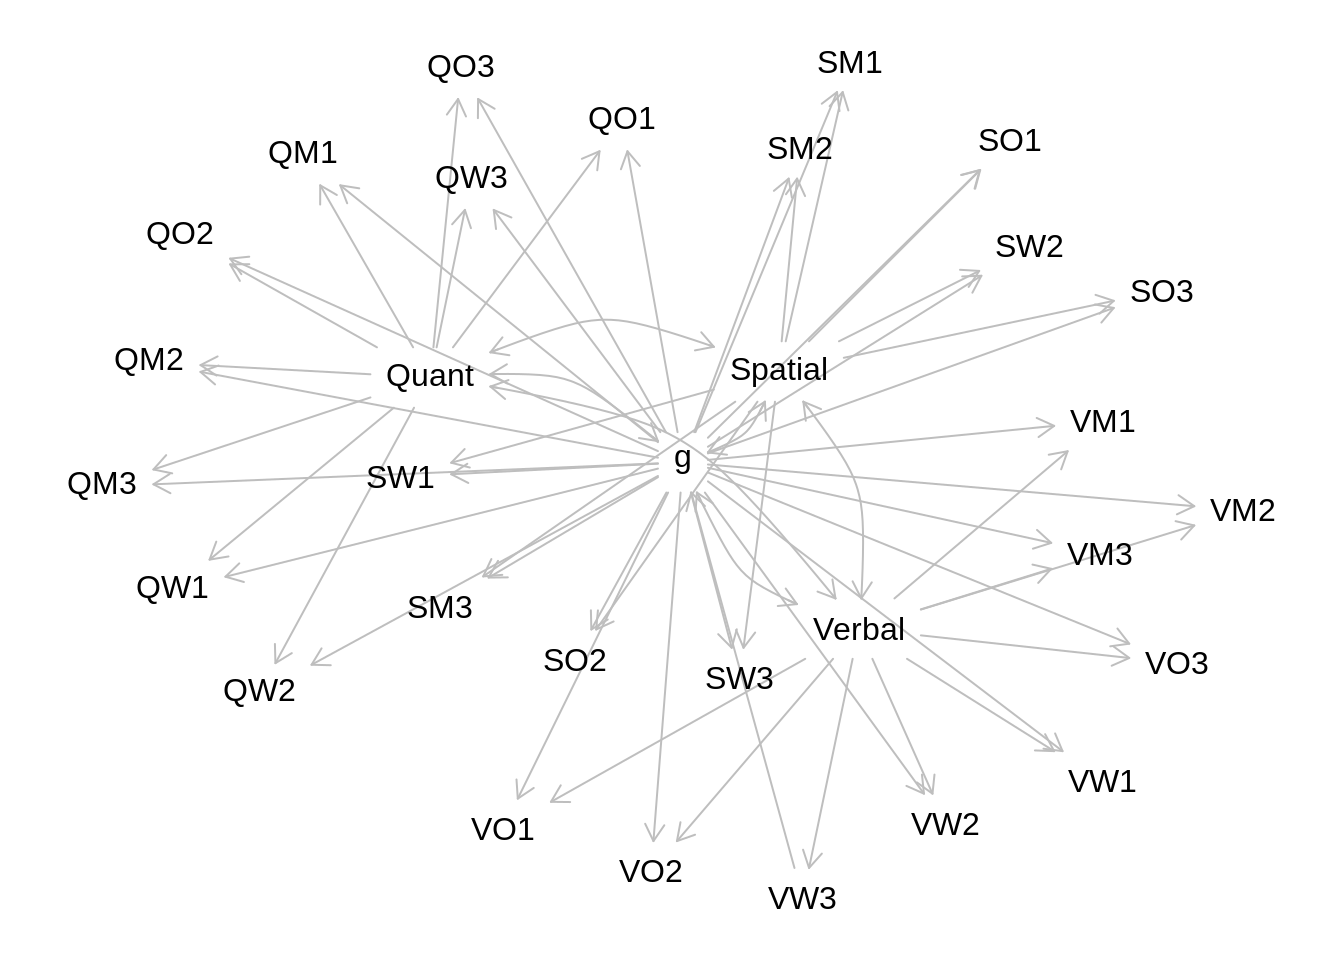 QO3
SM1
QO1
SO1
QM1
SM2
QW3
QO2
SW2
SO3
QM2
Spatial
Quant
VM1
g
SW1
QM3
VM2
VM3
QW1
SM3
Verbal
SO2
VO3
SW3
QW2
VW1
VW2
VO1
VO2
VW3